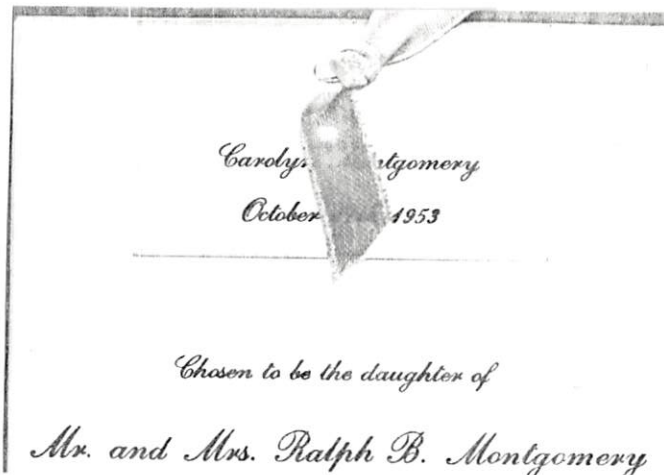 October 1953
Chosen to be the daughter of
Mr. and Mrs. Ralph B. Montgomery